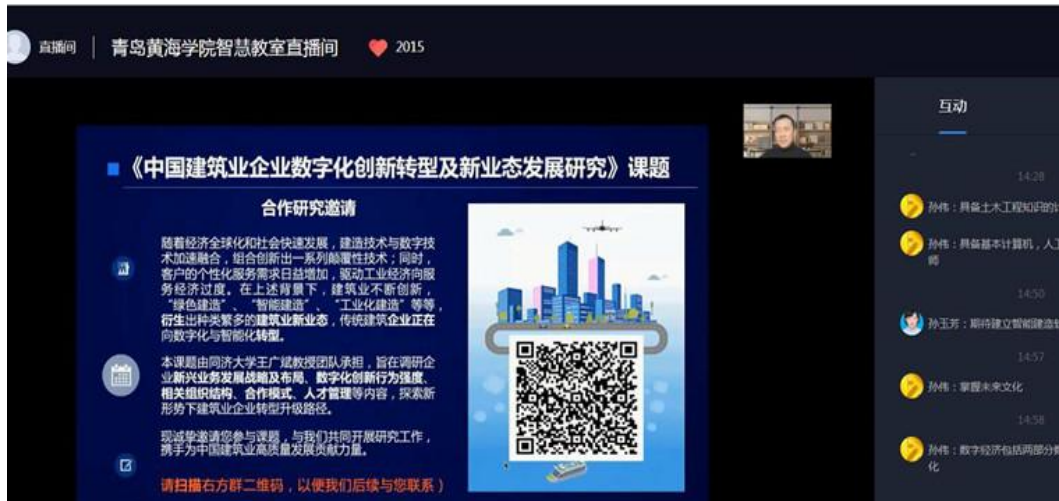 直播间
青岛黄海学院智慧教室直播间
2015
《中国建筑业企业数字化创新转型及新业态发展研究》课题
合作研究邀请
随着经济全球化和社会快速发展，建造技术与数字技
术加速融合，组合创新出一系列颠覆性技术；同时，
客户的个性化服务需求日益增加，驱动工业经济向服
务经济过度。在上述背景下，建筑业不断创新，
“绿色建造”、“智能建造”、“工业化建造”等等，
衍生出种类繁多的建筑业新业态，传统建筑企业正在
向数字化与智能化转型。
本课题由同济大学王广斌教授团队承担，旨在调研企
业新兴业务发展战略及布局、数字化创新行为强度、
相关组织结构、合作模式、人才管理等内容，探索新
形势下建筑业企业转型升级路径。
现诚挚邀请您参与课题，与我们共同开展研究工作，
携手为中国建筑业高质量发展贡献力量。
请扫描右方群二维码，以便我们后续与您联系）
互动
14:28
孙伟：具备土木工程知识的
孙伟：具备基本计算机，人工
师
14:50
孙玉芳：期待建立智能建造
14:57
孙伟：掌握未来文化
14:58
孙伟：数字经济包括两部分
化